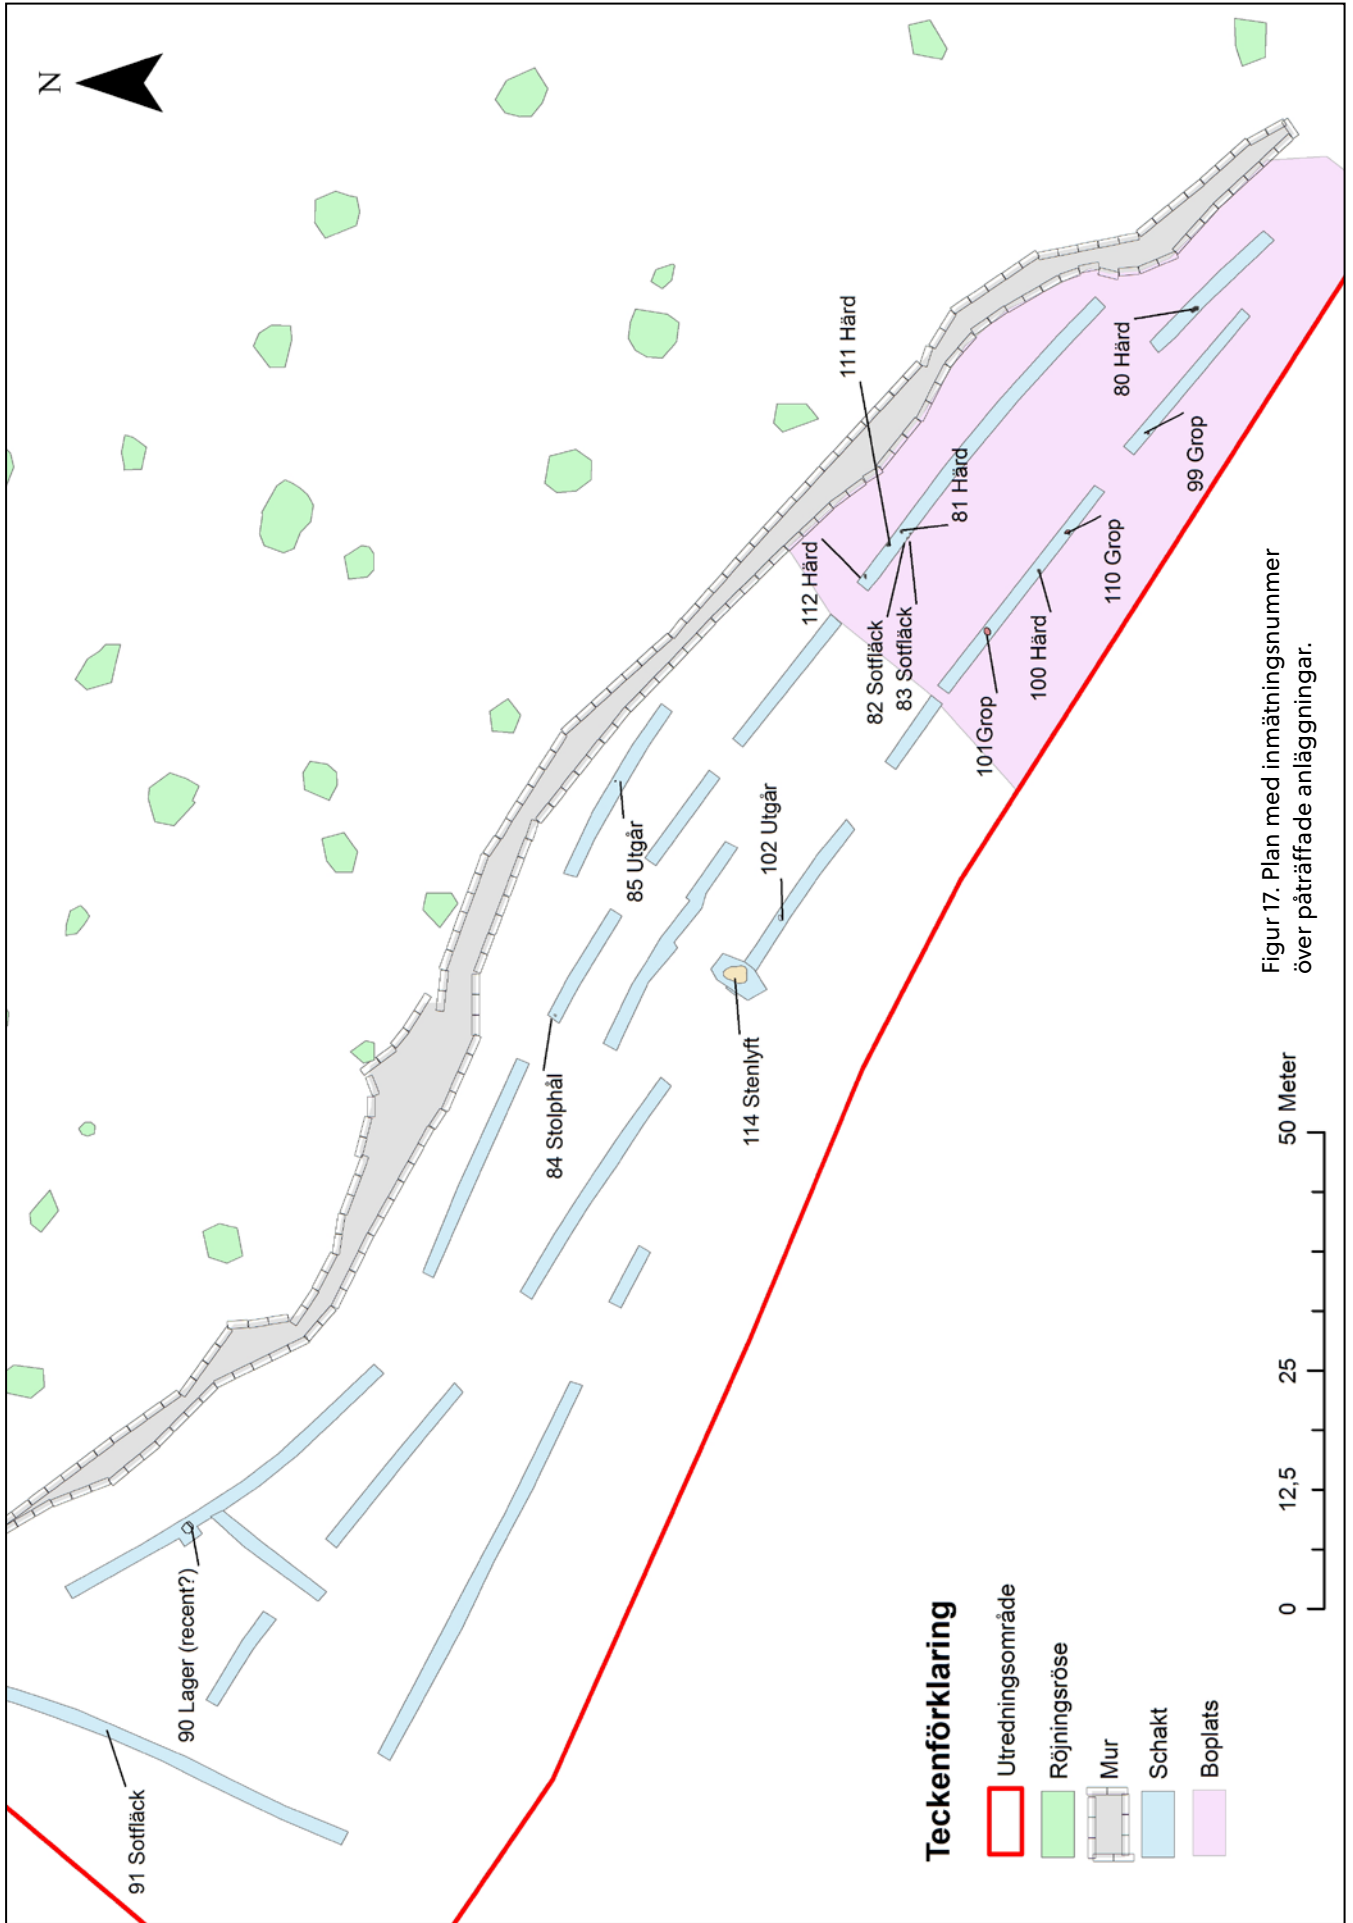 N
91 Sotfläck
90 Lager (recent?)
84 Stolphål
85 Utgår
114 Stenlyft
102 Utgår
112 Härd
111 Härd
82 Sotfläck
83 Sotfläck
81 Härd
101Grop
100 Härd
110 Grop
80 Härd
99 Grop
Teckenförklaring
Utredningsområde
Röjningsröse
Mur
Schakt
Boplats
0 12,5 25 50 Meter
Figur 17. Plan med inmätningsnummer
över påträffade anläggningar.